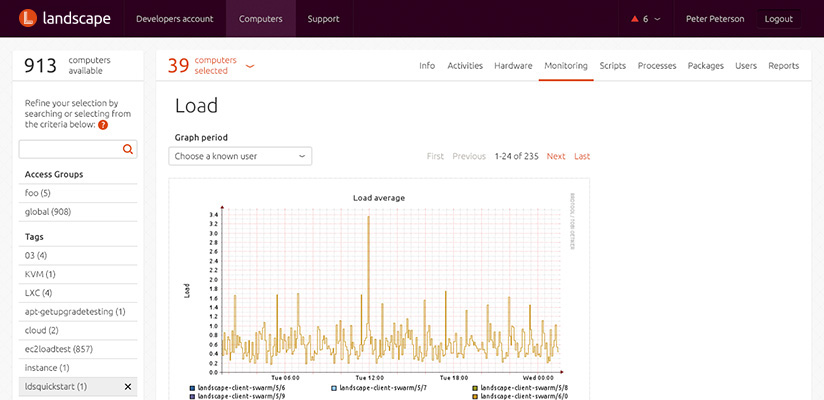 landscape
Developers account
Computers
Support
6
Peter Peterson
Logout
913 computers available
39 computers selected
Info
Activities
Hardware
Monitoring
Scripts
Processes
Packages
Users
Reports
Refine your selection by
searching or selecting from
the criteria below: ?
Access Groups
foo (5)
global (908)
Tags
03 (4)
KVM (1)
LXC (4)
apt-getupgradetesting (1)
cloud (2)
ec2loadtest (857)
instance (1)
ldsquickstart (1)
Load
Graph period
Choose a known user
First Previous 1-24 of 235 Next Last
Load average
RRDTOOL / TOBI OETIKER
Load
3.4
3.2
3.0
2.8
2.6
2.4
2.2
2.0
1.8
1.6
1.4
1.2
1.0
0.8
0.6
0.4
0.2
0.0
Tue 06:00 Tue 12:00 Tue 18:00 Wed 00:00
landscape-client-swarm/5/6 landscape-client-swarm/5/7 landscape-client-swarm/5/8
landscape-client-swarm/5/9 landscape-client-swarm/6/0